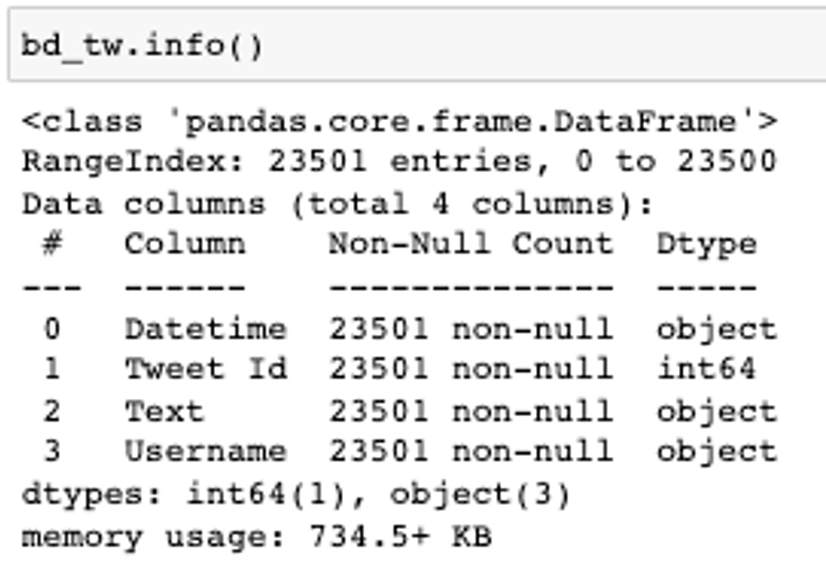 bd_tw.info()
<class 'pandas.core.frame.DataFrame'>
RangeIndex: 23501 entries, 0 to 23500
Data columns (total 4 columns):
 #   Column    Non-Null Count  Dtype
---  ------    --------------  -----
 0   Datetime  23501 non-null  object
 1   Tweet Id  23501 non-null  int64
 2   Text      23501 non-null  object
 3   Username  23501 non-null  object
dtypes: int64(1), object(3)
memory usage: 734.5+ KB